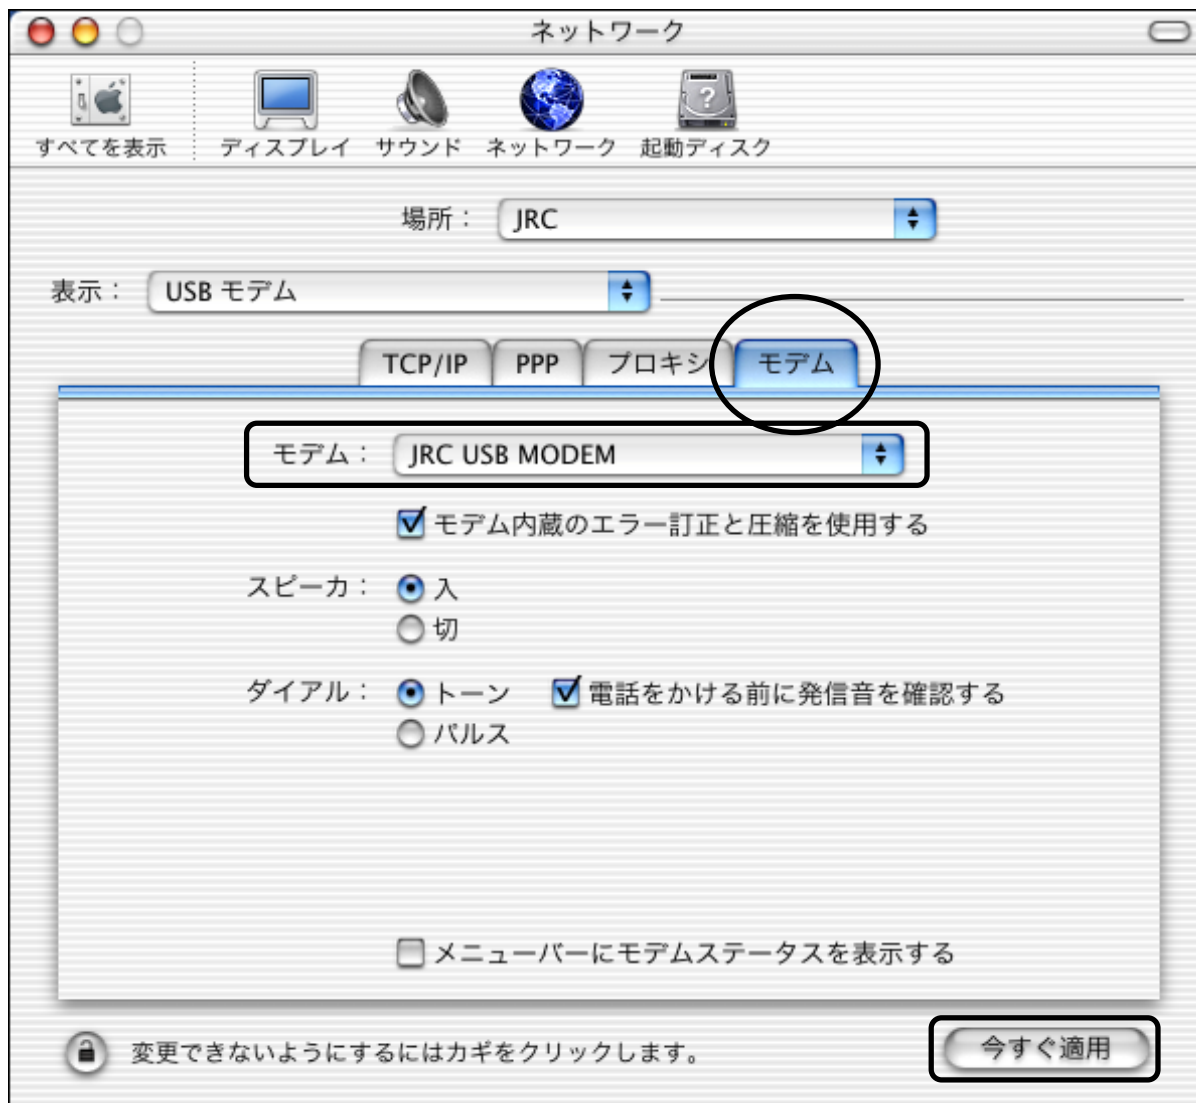 ネットワーク
すべてを表示 ディスプレイ サウンド ネットワーク 起動ディスク
場所： JRC
表示： USB モデム
TCP/IP PPP プロキシ モデム
モデム： JRC USB MODEM
モデム内蔵のエラー訂正と圧縮を使用する
スピーカ： 入
切
ダイアル： トーン 電話をかける前に発信音を確認する
パルス
メニューバーにモデムステータスを表示する
変更できないようにするにはカギをクリックします。 今すぐ適用